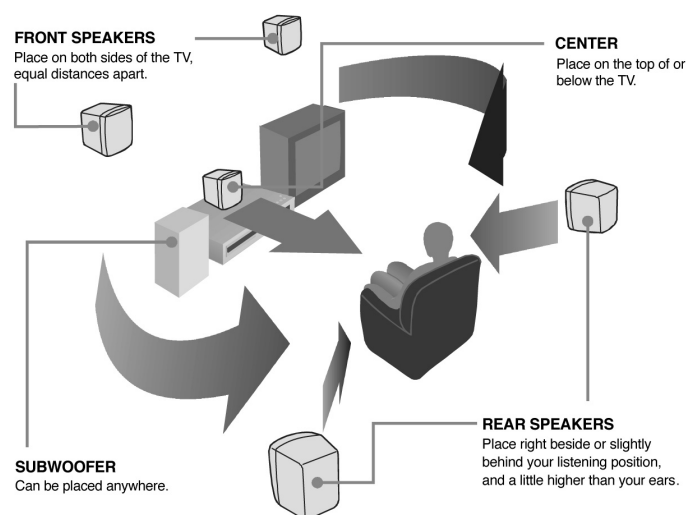 FRONT SPEAKERS
Place on both sides of the TV,
equal distances apart.
CENTER
Place on the top of or
below the TV.
SUBWOOFER
Can be placed anywhere.
REAR SPEAKERS
Place right beside or slightly
behind your listening position,
and a little higher than your ears.